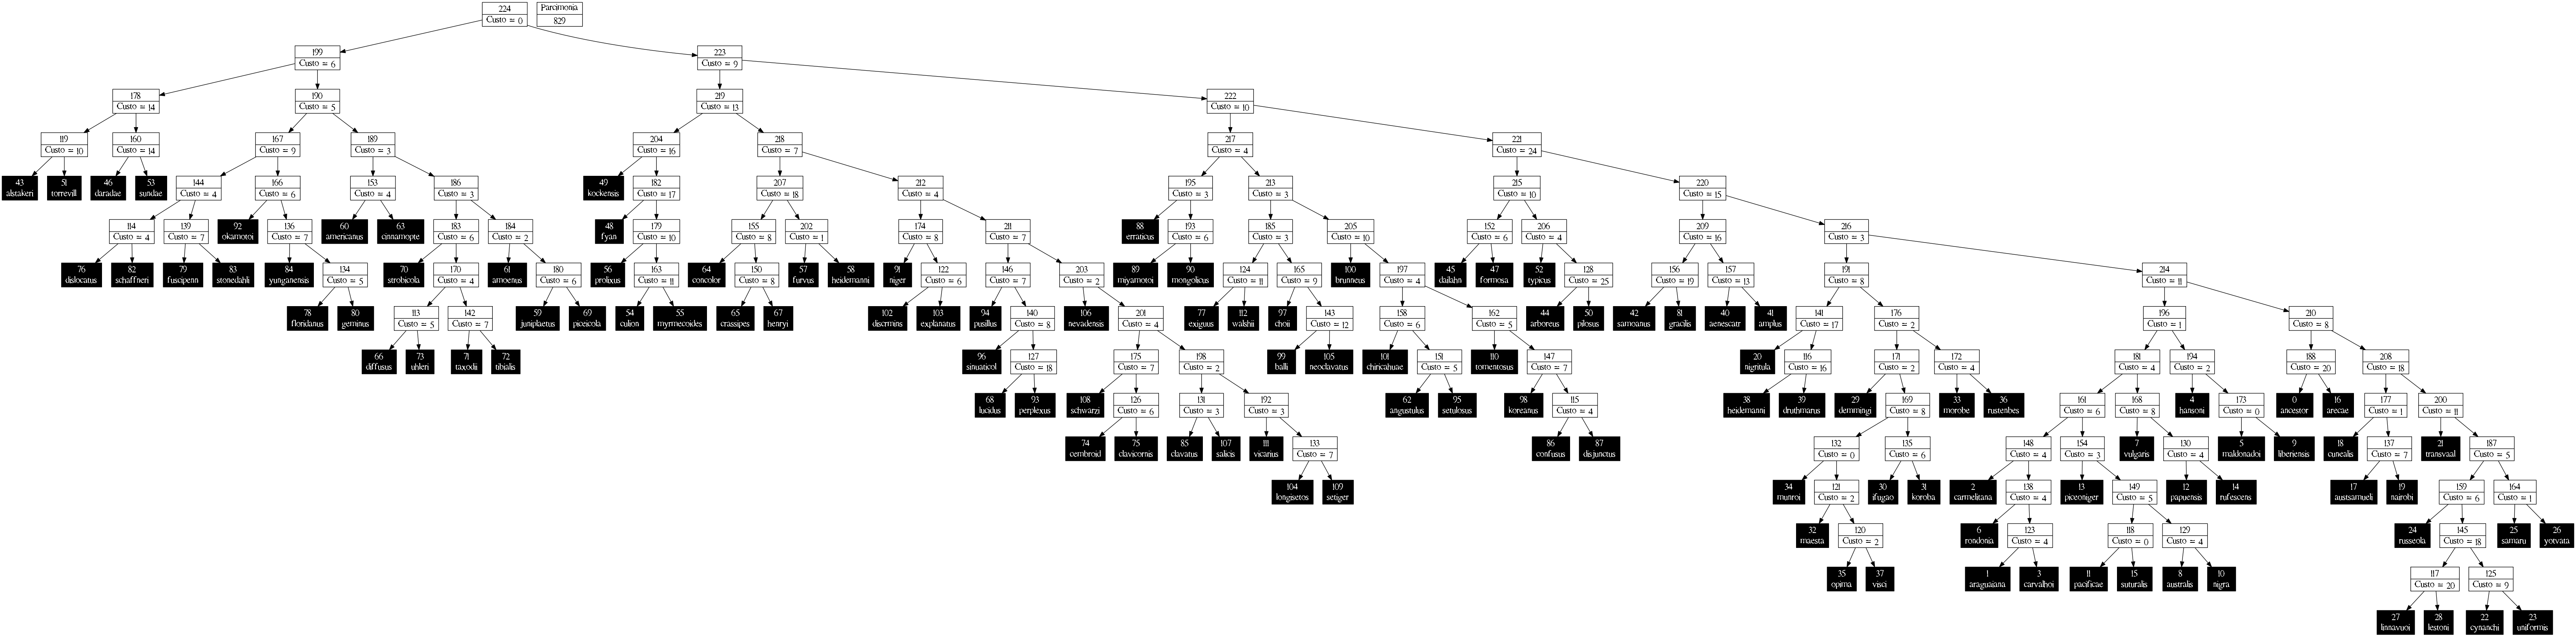 224
Custo = 0
Parcimonia
829
199
Custo = 6
223
Custo = 9
178
Custo = 14
190
Custo = 5
219
Custo = 13
222
Custo = 10
119
Custo = 10
160
Custo = 14
167
Custo = 9
189
Custo = 3
204
Custo = 16
218
Custo = 7
217
Custo = 4
221
Custo = 24
43
alstakeri
51
torrevill
46
daradae
53
sundae
144
Custo = 4
166
Custo = 6
153
Custo = 4
186
Custo = 3
49
kockensis
182
Custo = 17
207
Custo = 18
212
Custo = 4
195
Custo = 3
213
Custo = 3
215
Custo = 10
220
Custo = 15
114
Custo = 4
139
Custo = 7
92
okamotoi
136
Custo = 7
60
americanus
63
cinnamopte
183
Custo = 6
184
Custo = 2
48
fyan
179
Custo = 10
155
Custo = 8
202
Custo = 1
174
Custo = 8
211
Custo = 7
88
erraticus
193
Custo = 6
185
Custo = 3
205
Custo = 10
152
Custo = 6
206
Custo = 4
209
Custo = 16
216
Custo = 3
76
dislocatus
82
schaffneri
79
fuscipenn
83
stonedahli
84
yunganensis
134
Custo = 5
70
strobicola
170
Custo = 4
61
amoenus
180
Custo = 6
56
prolixus
163
Custo = 11
64
concolor
150
Custo = 8
57
furvus
58
heidemanni
91
niger
122
Custo = 6
146
Custo = 7
203
Custo = 2
89
miyamotoi
90
mongolicus
124
Custo = 11
165
Custo = 9
100
brunneus
197
Custo = 4
45
dailahn
47
formosa
52
typicus
128
Custo = 25
156
Custo = 19
157
Custo = 13
191
Custo = 8
214
Custo = 11
78
floridanus
80
geminus
113
Custo = 5
142
Custo = 7
59
juniplaetus
69
piceicola
54
culion
55
myrmecoides
65
crassipes
67
henryi
102
discrmins
103
explanatus
94
pusillus
140
Custo = 8
106
nevadensis
201
Custo = 4
77
exiguus
112
walshii
97
choii
143
Custo = 12
158
Custo = 6
162
Custo = 5
44
arboreus
50
pilosus
42
samoanus
81
gracilis
40
aenescatr
41
amplus
141
Custo = 17
176
Custo = 2
196
Custo = 1
210
Custo = 8
66
diffusus
73
uhleri
71
taxodii
72
tibialis
96
sinuaticol
127
Custo = 18
175
Custo = 7
198
Custo = 2
99
balli
105
neoclavatus
101
chiricahuae
151
Custo = 5
110
tomentosus
147
Custo = 7
20
nigritula
116
Custo = 16
171
Custo = 2
172
Custo = 4
181
Custo = 4
194
Custo = 2
188
Custo = 20
208
Custo = 18
68
lucidus
93
perplexus
108
schwarzi
126
Custo = 6
131
Custo = 3
192
Custo = 3
62
angustulus
95
setulosus
98
koreanus
115
Custo = 4
38
heidemanni
39
druthmarus
29
demmingi
169
Custo = 8
33
morobe
36
rustenbes
161
Custo = 6
168
Custo = 8
4
hansoni
173
Custo = 0
0
ancestor
16
arecae
177
Custo = 1
200
Custo = 11
74
cembroid
75
clavicornis
85
clavatus
107
salicis
111
vicarius
133
Custo = 7
86
confusus
87
disjunctus
132
Custo = 0
135
Custo = 6
148
Custo = 4
154
Custo = 3
7
vulgaris
130
Custo = 4
5
maldonadoi
9
liberiensis
18
cunealis
137
Custo = 7
21
transvaal
187
Custo = 5
104
longisetos
109
setiger
34
munroi
121
Custo = 2
30
ifugao
31
koroba
2
carmelitana
138
Custo = 4
13
piceoniger
149
Custo = 5
12
papuensis
14
rufescens
17
austsamueli
19
nairobi
159
Custo = 6
164
Custo = 1
32
maesta
120
Custo = 2
6
rondonia
123
Custo = 4
118
Custo = 0
129
Custo = 4
24
russeola
145
Custo = 18
25
samaru
26
yotvata
35
opima
37
visci
1
araguaiana
3
carvalhoi
11
pacificae
15
suturalis
8
australis
10
nigra
117
Custo = 20
125
Custo = 9
27
linnavuoi
28
lestoni
22
cynanchi
23
uniformis